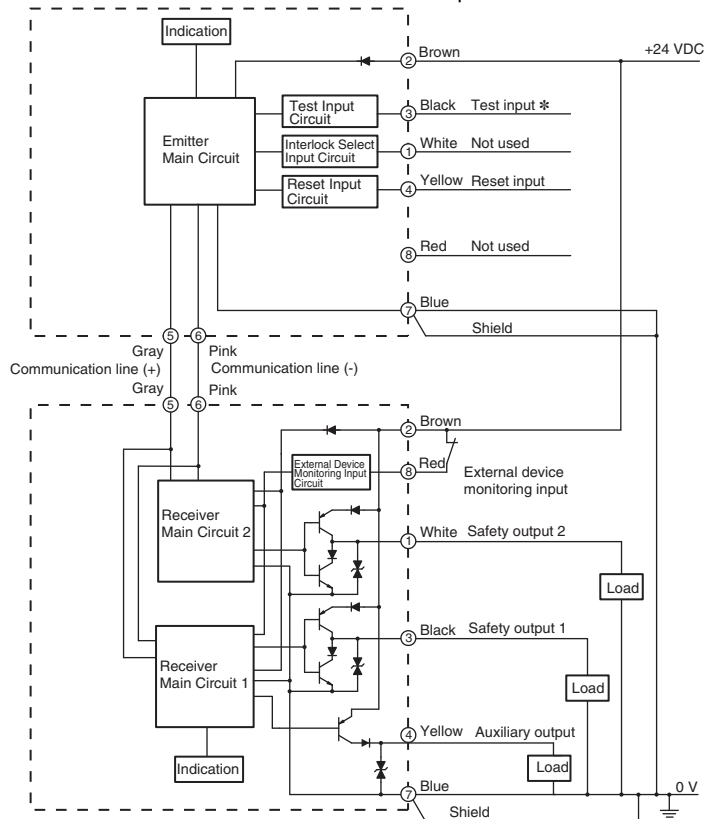 Indication
② Brown
+24 VDC
Emitter
Main Circuit
Test Input
Circuit
③ Black Test input *
Interlock Select
Input Circuit
① White Not used
Reset Input
Circuit
④ Yellow Reset input
⑧ Red Not used
⑦ Blue
Shield
⑤ ⑥
Gray Pink
Communication line (+) Communication line (-)
Gray Pink
⑤ ⑥
② Brown
External Device
Monitoring Input
Circuit
⑧ Red
External device
monitoring input
Receiver
Main Circuit 2
① White Safety output 2
Load
③ Black Safety output 1
Receiver
Main Circuit 1
Load
④ Yellow Auxiliary output
Indication
Load
⑦ Blue
0 V
Shield